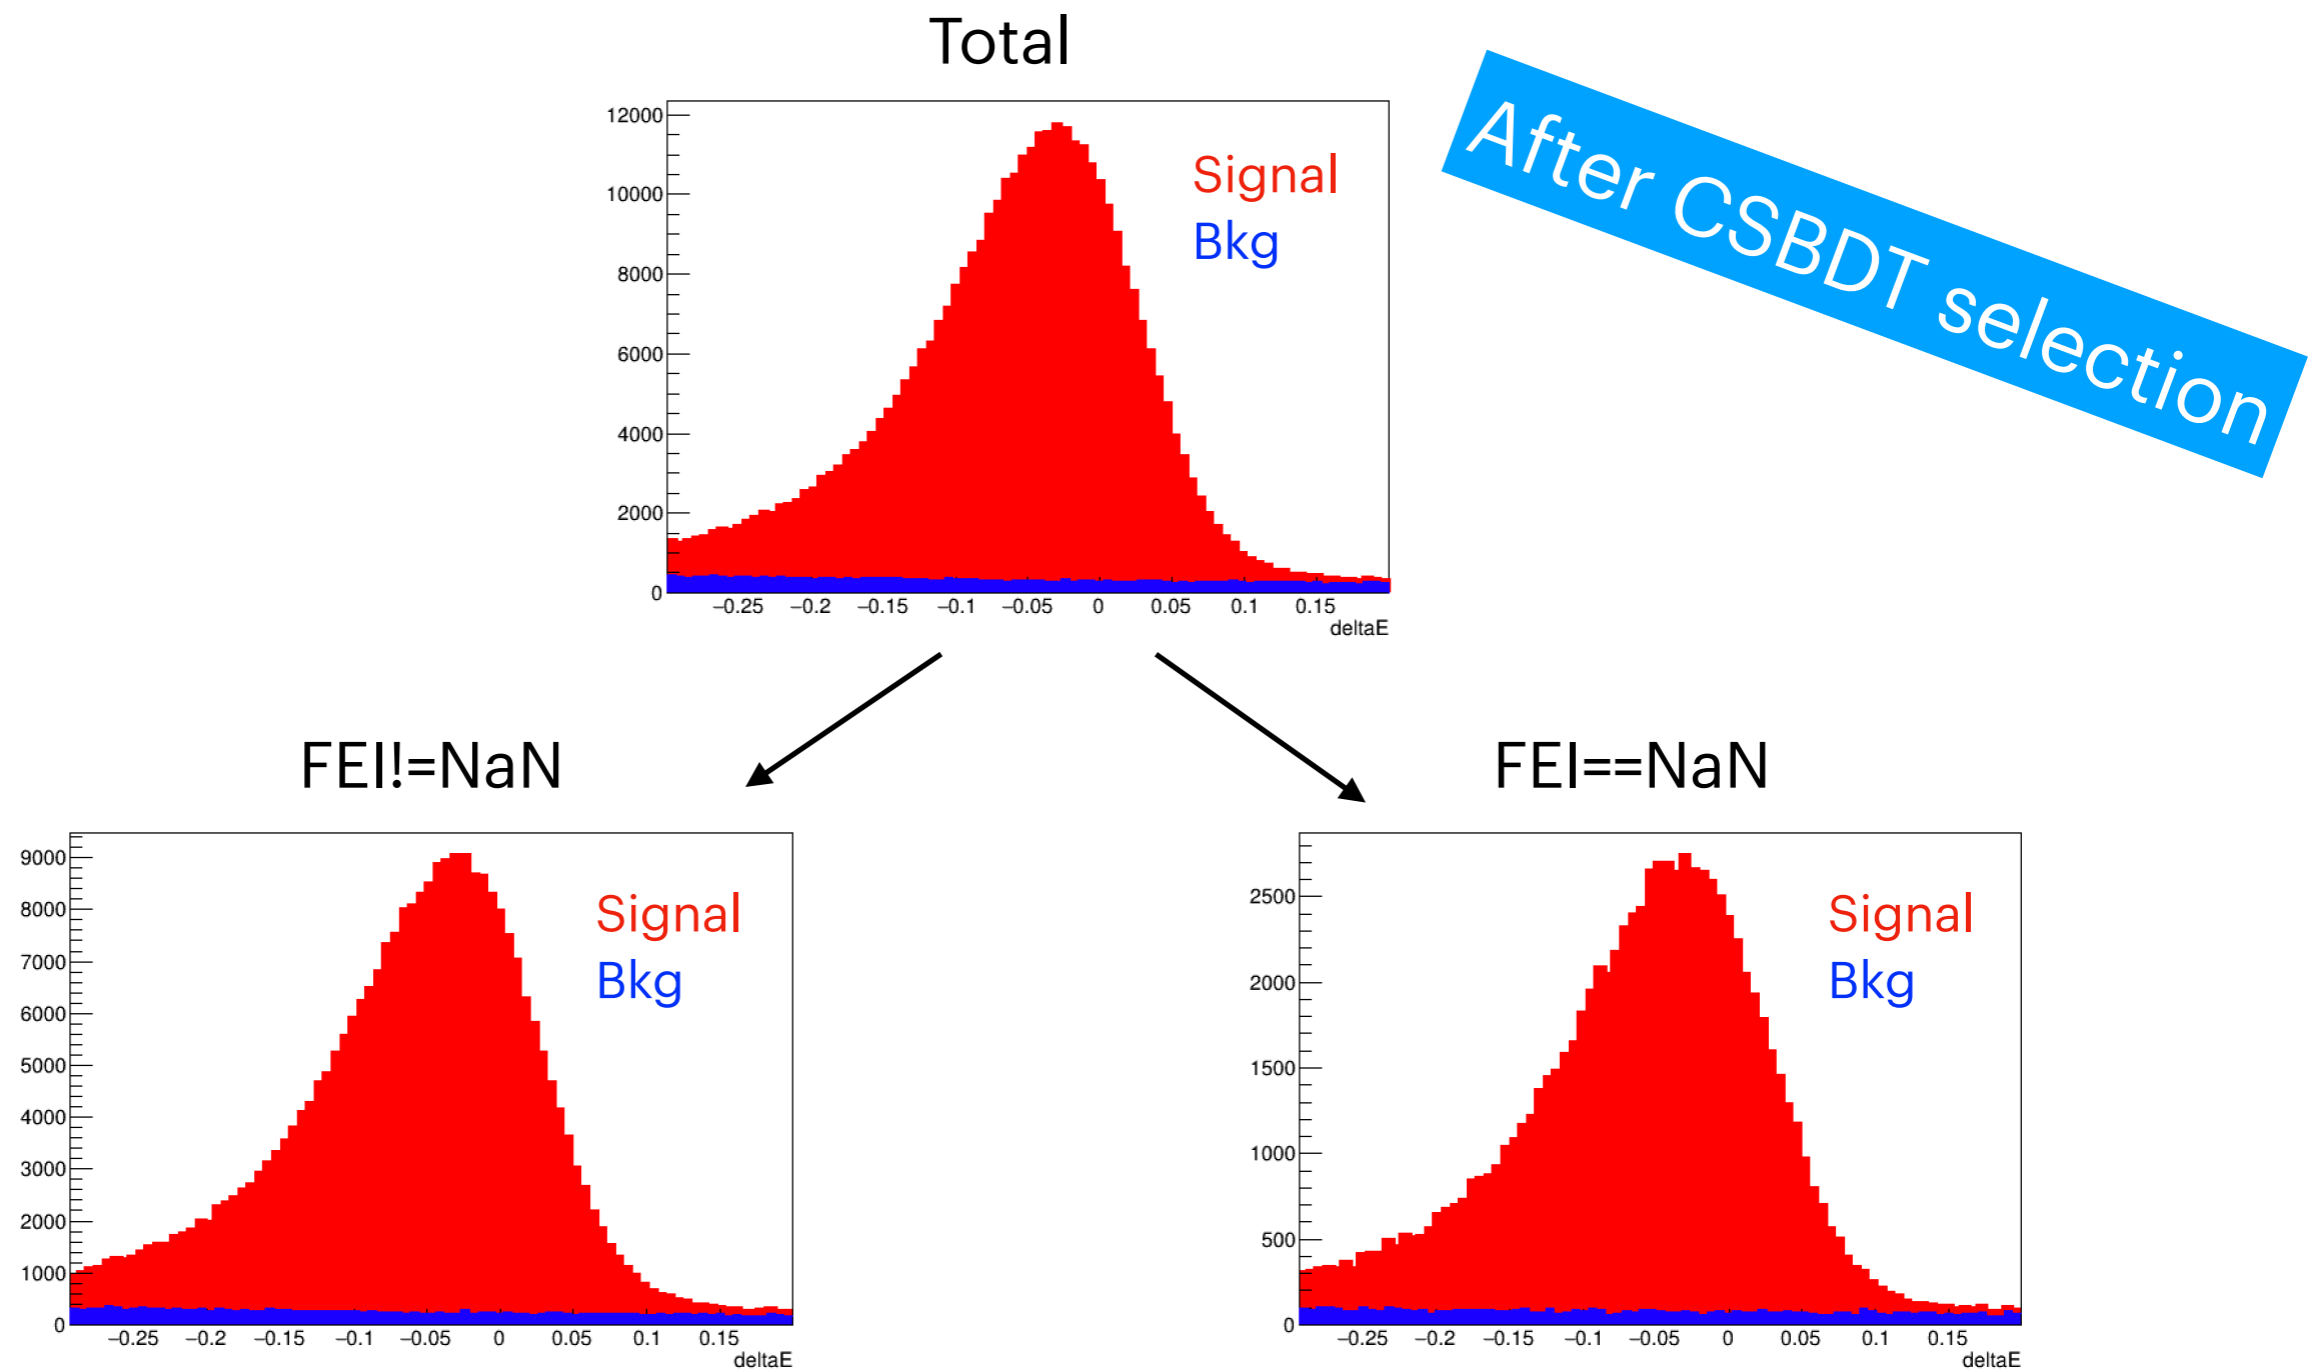 Total
After CSBDT selection
12000
10000
8000
6000
4000
2000
0
Signal
Bkg
−0.25 −0.2 −0.15 −0.1 −0.05 0 0.05 0.1 0.15
deltaE
FEI!=NaN
9000
8000
7000
6000
5000
4000
3000
2000
1000
0
Signal
Bkg
−0.25 −0.2 −0.15 −0.1 −0.05 0 0.05 0.1 0.15
deltaE
FEI==NaN
2500
2000
1500
1000
500
0
Signal
Bkg
−0.25 −0.2 −0.15 −0.1 −0.05 0 0.05 0.1 0.15
deltaE